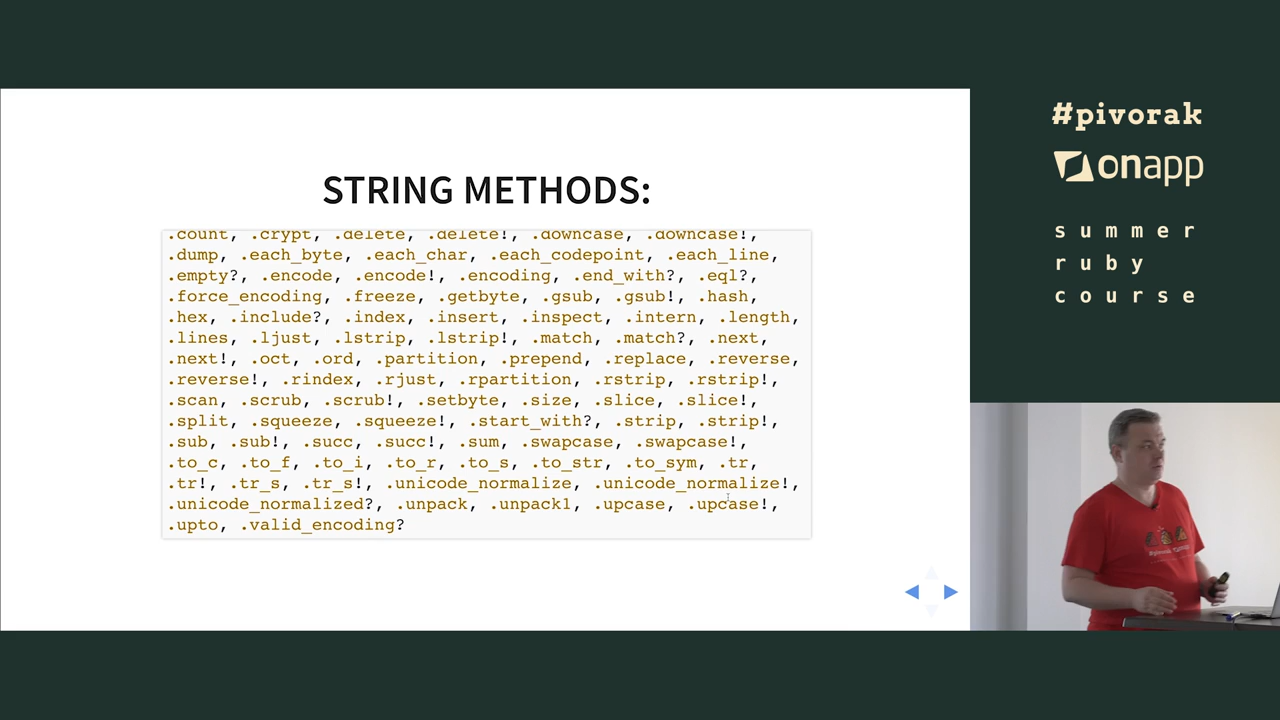 STRING METHODS:
.count, .crypt, .delete, .delete!, .downcase, .downcase!,
.dump, .each_byte, .each_char, .each_codepoint, .each_line,
.empty?, .encode, .encode!, .encoding, .end_with?, .eql?,
.force_encoding, .freeze, .getbyte, .gsub, .gsub!, .hash,
.hex, .include?, .index, .insert, .inspect, .intern, .length,
.lines, .ljust, .lstrip, .lstrip!, .match, .match?, .next,
.next!, .oct, .ord, .partition, .prepend, .replace, .reverse,
.reverse!, .rindex, .rjust, .rpartition, .rstrip, .rstrip!,
.scan, .scrub, .scrub!, .setbyte, .size, .slice, .slice!,
.split, .squeeze, .squeeze!, .start_with?, .strip, .strip!,
.sub, .sub!, .succ, .succ!, .sum, .swapcase, .swapcase!,
.to_c, .to_f, .to_i, .to_r, .to_s, .to_str, .to_sym, .tr,
.tr!, .tr_s, .tr_s!, .unicode_normalize, .unicode_normalize!,
.unicode_normalized?, .unpack, .unpack1, .upcase, .upcase!,
.upto, .valid_encoding?
#pivorak
onapp
summer
ruby
course